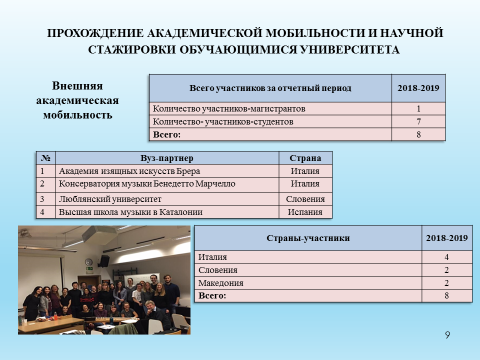 ПРОХОЖДЕНИЕ АКАДЕМИЧЕСКОЙ МОБИЛЬНОСТИ И НАУЧНОЙ
СТАЖИРОВКИ ОБУЧАЮЩИМИСЯ УНИВЕРСИТЕТА
Внешняя
академическая
мобильность
Всего участников за отчетный период 2018-2019
Количество участников-магистрантов 1
Количество- участников-студентов 7
Всего: 8
№ Вуз-партнер Страна
1 Академия изящных искусств Брера Италия
2 Консерватория музыки Бенедетто Марчелло Италия
3 Люблянский университет Словения
4 Высшая школа музыки в Каталонии Испания
Страны-участники 2018-2019
Италия 4
Словения 2
Македония 2
Всего: 8
9